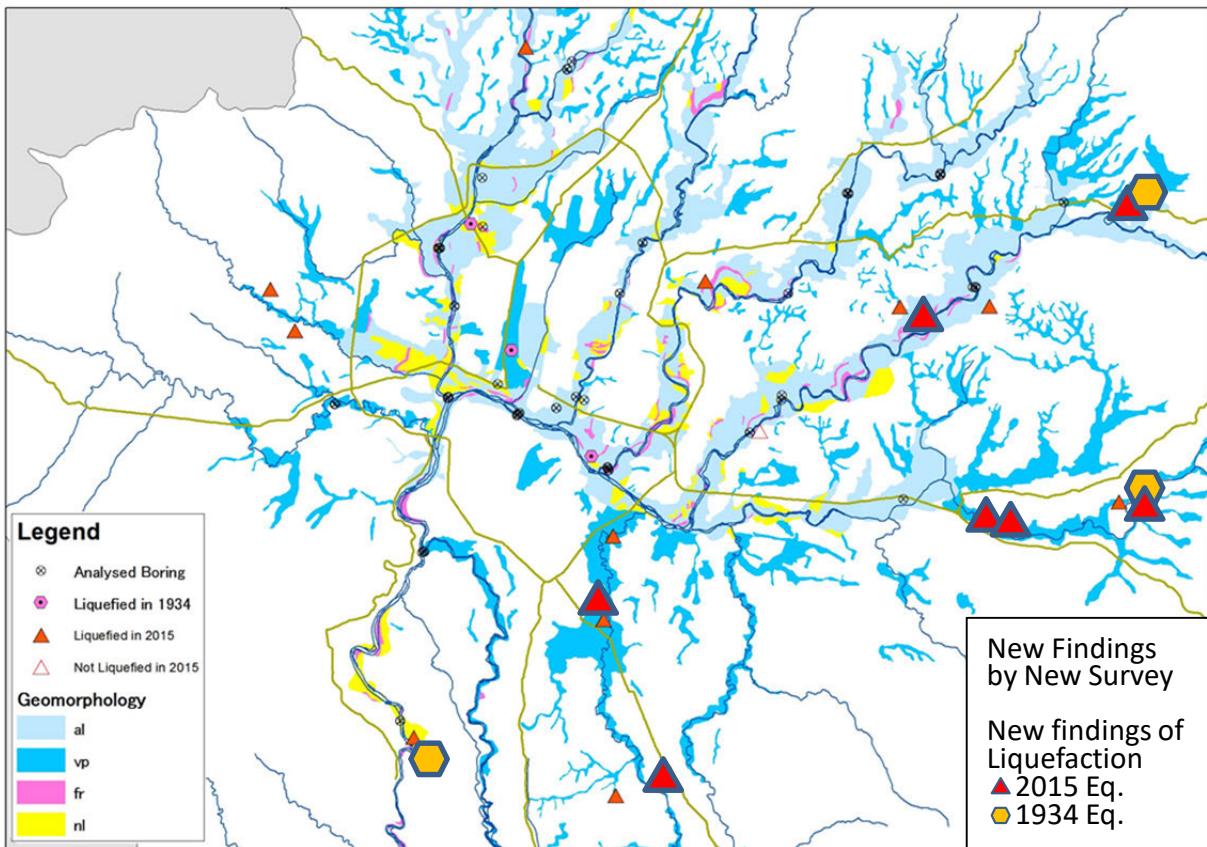 Legend
Analysed Boring
Liquefied in 1934
Liquefied in 2015
Not Liquefied in 2015
Geomorphology
al
vp
fr
nl
New Findings
by New Survey
New findings of
Liquefaction
2015 Eq.
1934 Eq.